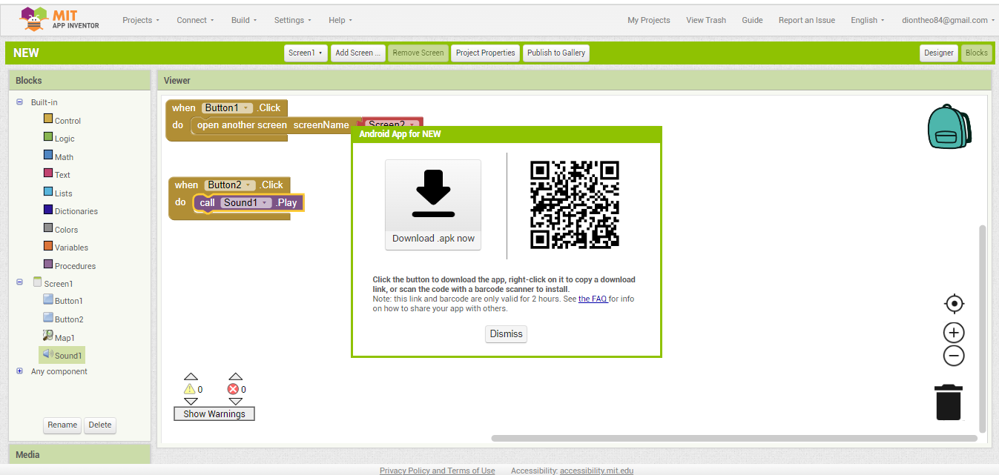 MIT
APP INVENTOR
Projects Connect Build Settings Help
My Projects View Trash Guide Report an Issue English diontheo84@gmail.com
NEW
Screen1 Add Screen ... Remove Screen Project Properties Publish to Gallery
Designer Blocks
Blocks
Viewer
Built-in
Control
Logic
Math
Text
Lists
Dictionaries
Colors
Variables
Procedures
Screen1
Button1
Button2
Map1
Sound1
Any component
Rename Delete
Media
when Button1 .Click
do open another screen screenName Screen2
when Button2 .Click
do call Sound1 .Play
Android App for NEW
Download .apk now
Click the button to download the app, right-click on it to copy a download
link, or scan the code with a barcode scanner to install.
Note: this link and barcode are only valid for 2 hours. See the FAQ for info
on how to share your app with others.
Dismiss
0 0
Show Warnings
Privacy Policy and Terms of Use Accessibility: accessibility.mit.edu